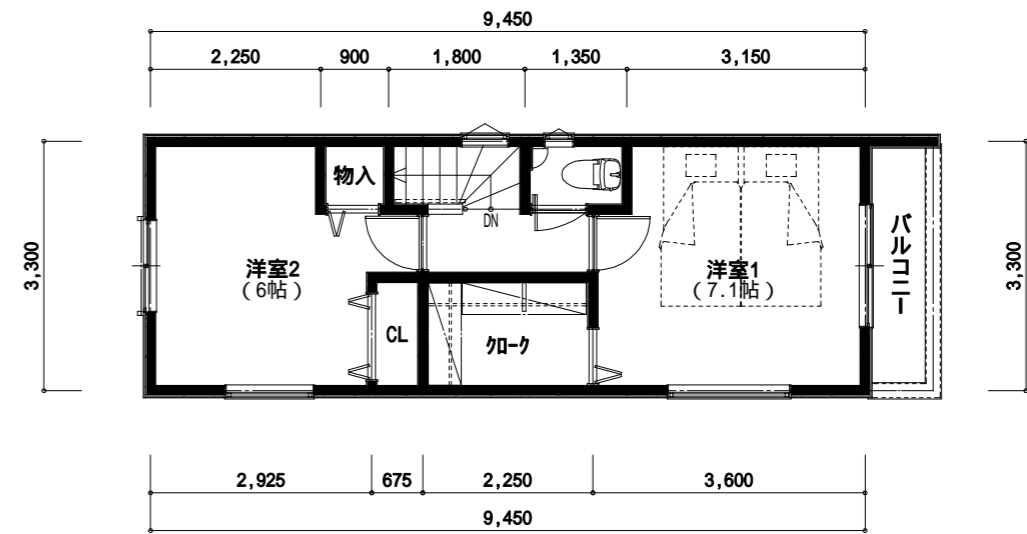 9,450
2,250
900
1,800
1,350
3,150
3,300
物入
DN
洋室2
(6帖)
洋室1
(7.1帖)
バルコニー
3,300
CL
クローク
2,925
675
2,250
3,600
9,450